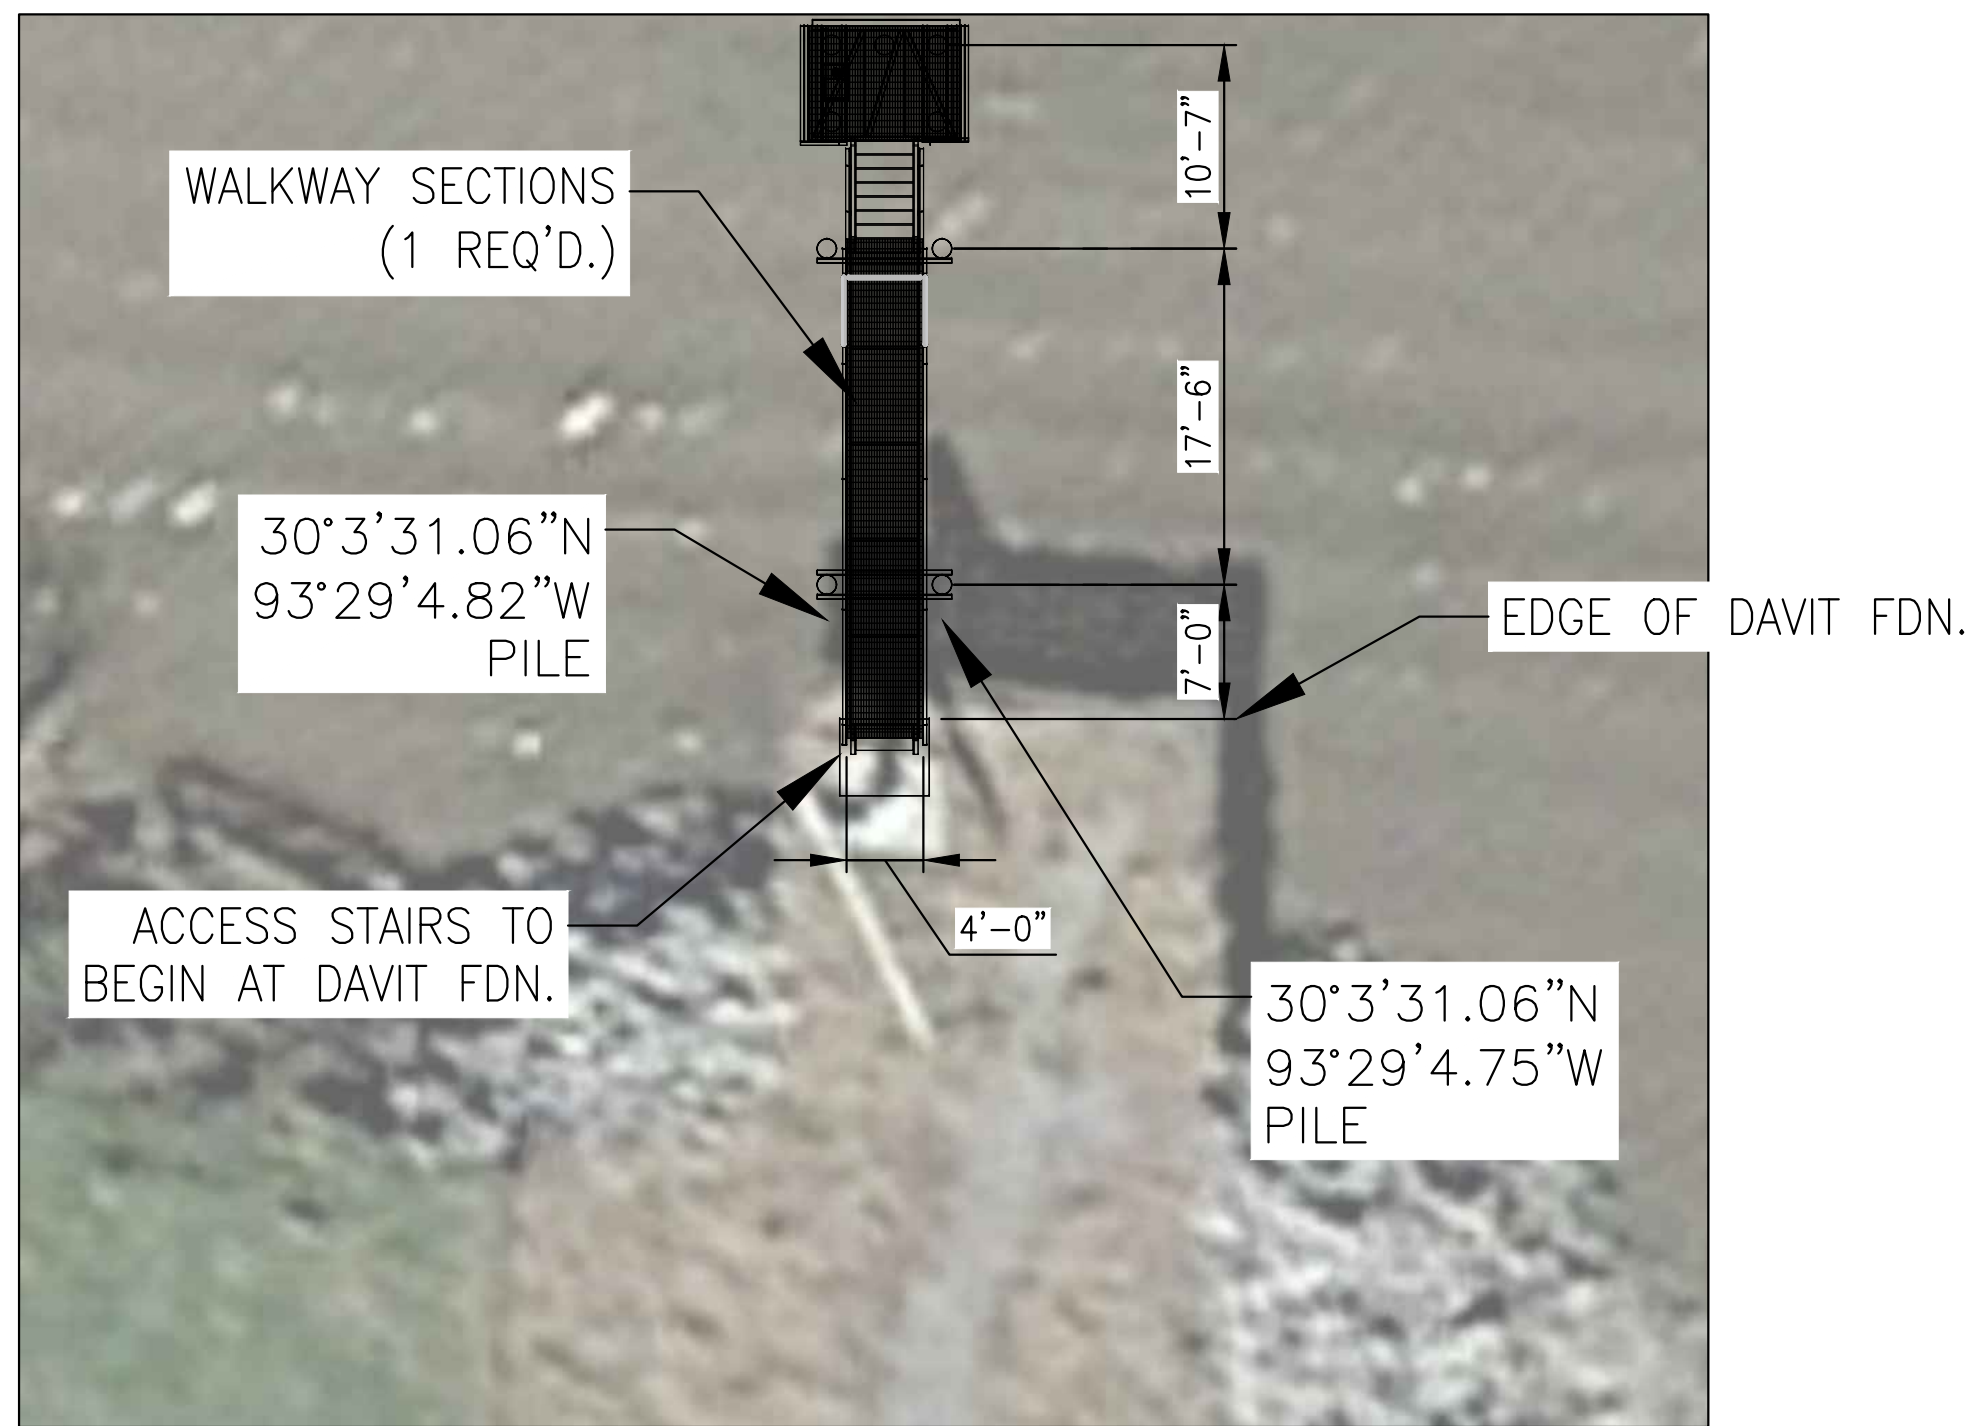 10'-7"
WALKWAY SECTIONS
(1 REQ'D.)
17'-6"
30°3'31.06"N
93°29'4.82"W
PILE
7'-0"
EDGE OF DAVIT FDN.
ACCESS STAIRS TO
BEGIN AT DAVIT FDN.
4'-0"
30°3'31.06"N
93°29'4.75"W
PILE